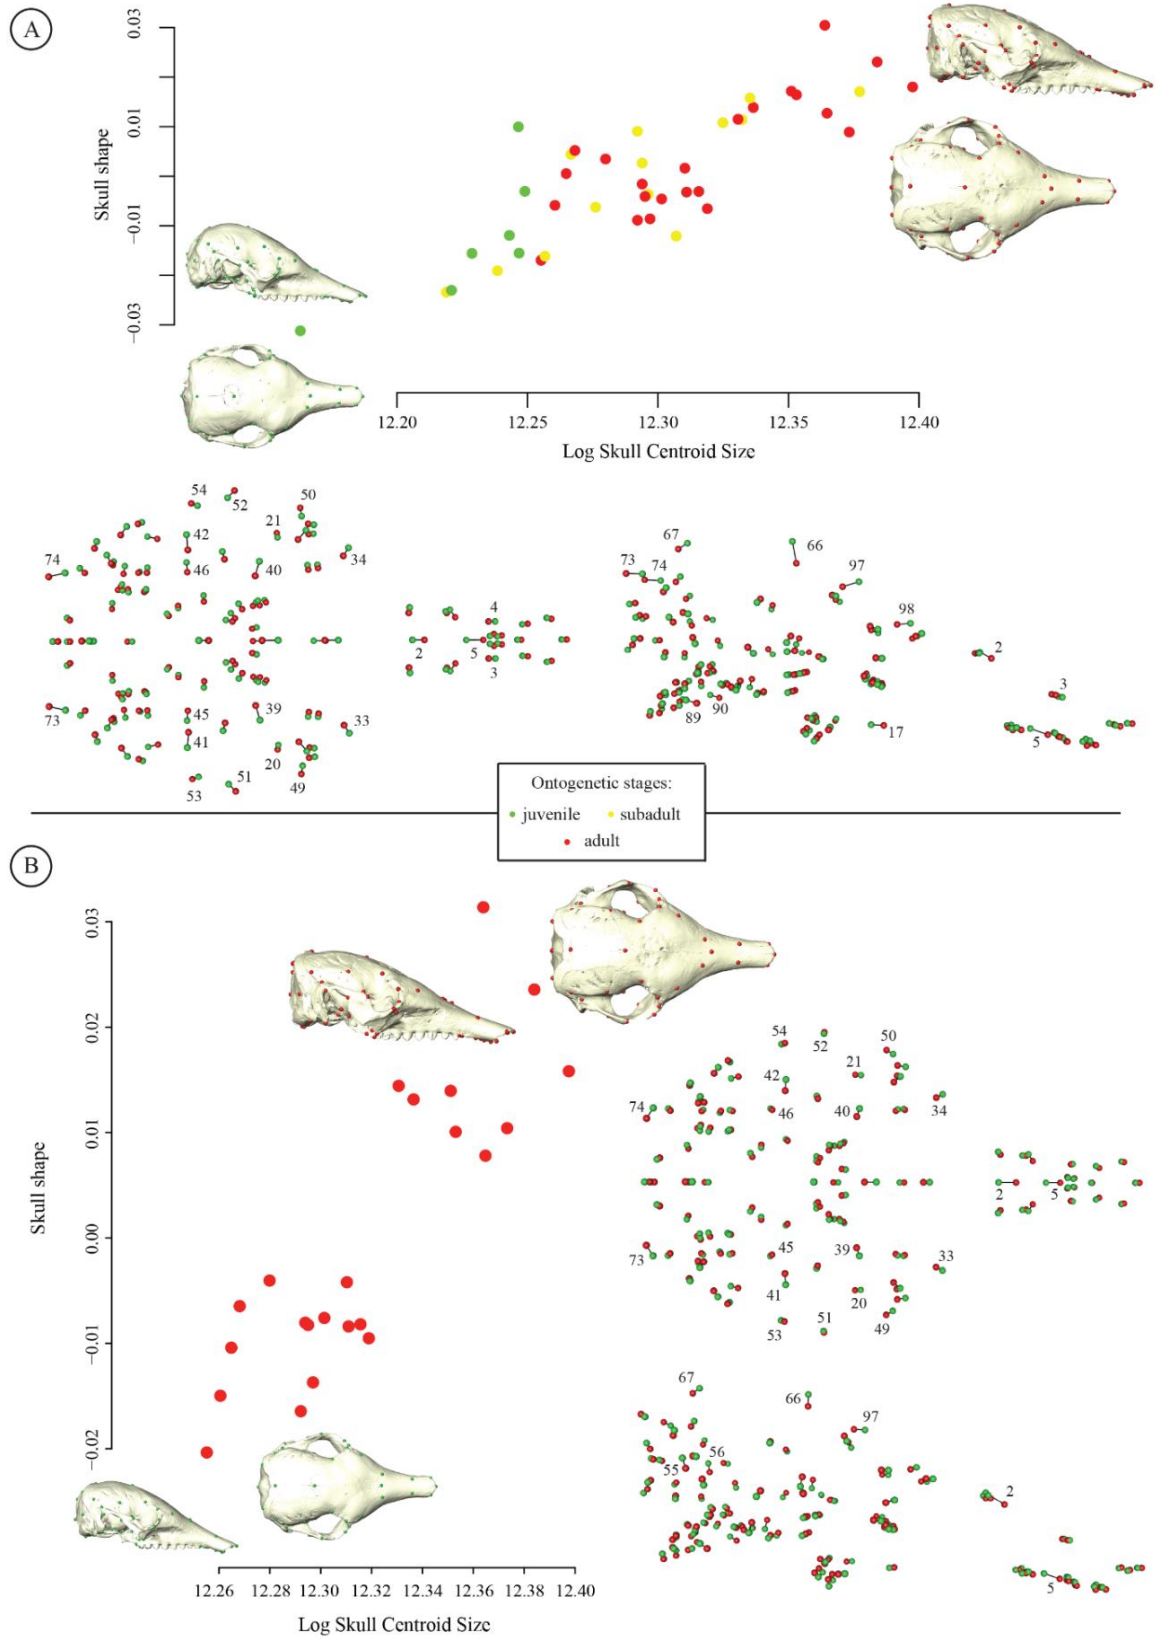 A
0.03
0.01
−0.01
−0.03
Skull shape
12.20 12.25 12.30 12.35 12.40
Log Skull Centroid Size
54 52 50
42 21 34
74 46 40
4
2 5
3
45 39 33
73 41 20
53 51 49
67 66
73 74 97
98
2
3
89 90 17
5
Ontogenetic stages:
juvenile subadult
adult
B
0.03
0.02
0.01
0.00
−0.01
−0.02
Skull shape
12.26 12.28 12.30 12.32 12.34 12.36 12.38 12.40
Log Skull Centroid Size
54 52 50
42 21
74 46 40 34
2 5
45 39 33
73 41 20
53 51 49
67 66
97
55 56
2
5